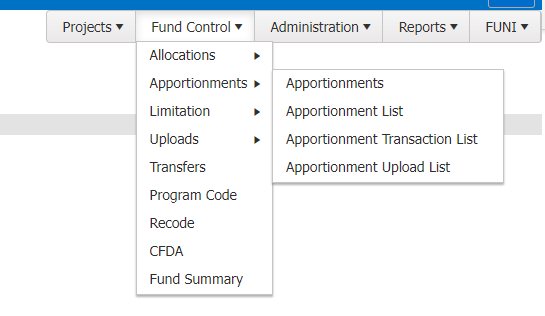 Projects ▾ Fund Control ▾ Administration ▾ Reports ▾ FUNI ▾
Allocations
Apportionments
Limitation
Uploads
Transfers
Program Code
Recode
CFDA
Fund Summary
Apportionments
Apportionment List
Apportionment Transaction List
Apportionment Upload List